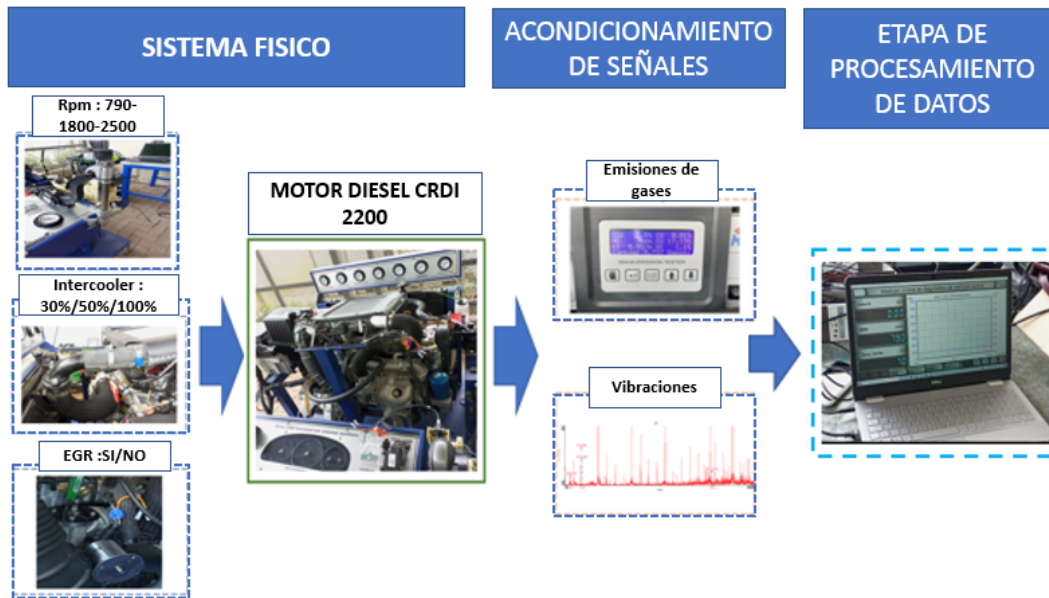 SISTEMA FISICO
ACONDICIONAMIENTO
DE SEÑALES
ETAPA DE
PROCESAMIENTO
DE DATOS
Rpm : 790-
1800-2500
Intercooler :
30%/50%/100%
EGR :SI/NO
MOTOR DIESEL CRDI
2200
Emisiones de
gases
Vibraciones